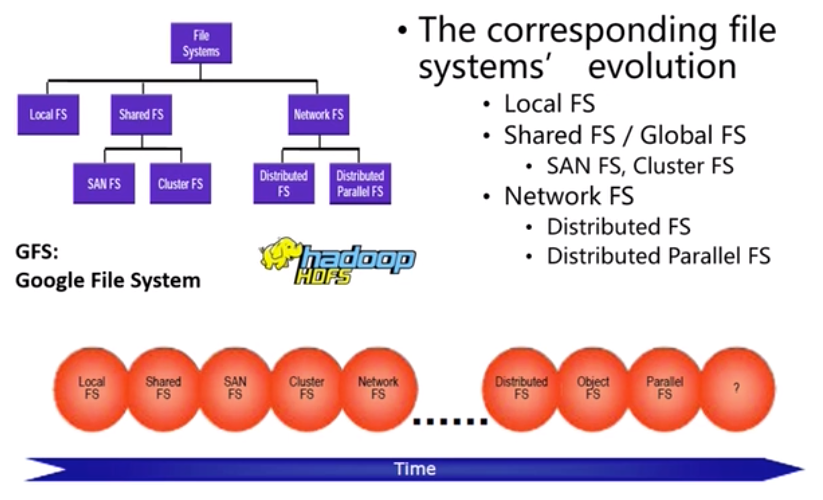 File
Systems
Local FS
Shared FS
Network FS
SAN FS
Cluster FS
Distributed
FS
Distributed
Parallel FS
GFS:
Google File System
hadoop
HDFS
• The corresponding file
systems’ evolution
• Local FS
• Shared FS / Global FS
• SAN FS, Cluster FS
• Network FS
• Distributed FS
• Distributed Parallel FS
Local
FS
Shared
FS
SAN
FS
Cluster
FS
Network
FS
......
Distributed
FS
Object
FS
Parallel
FS
?
Time